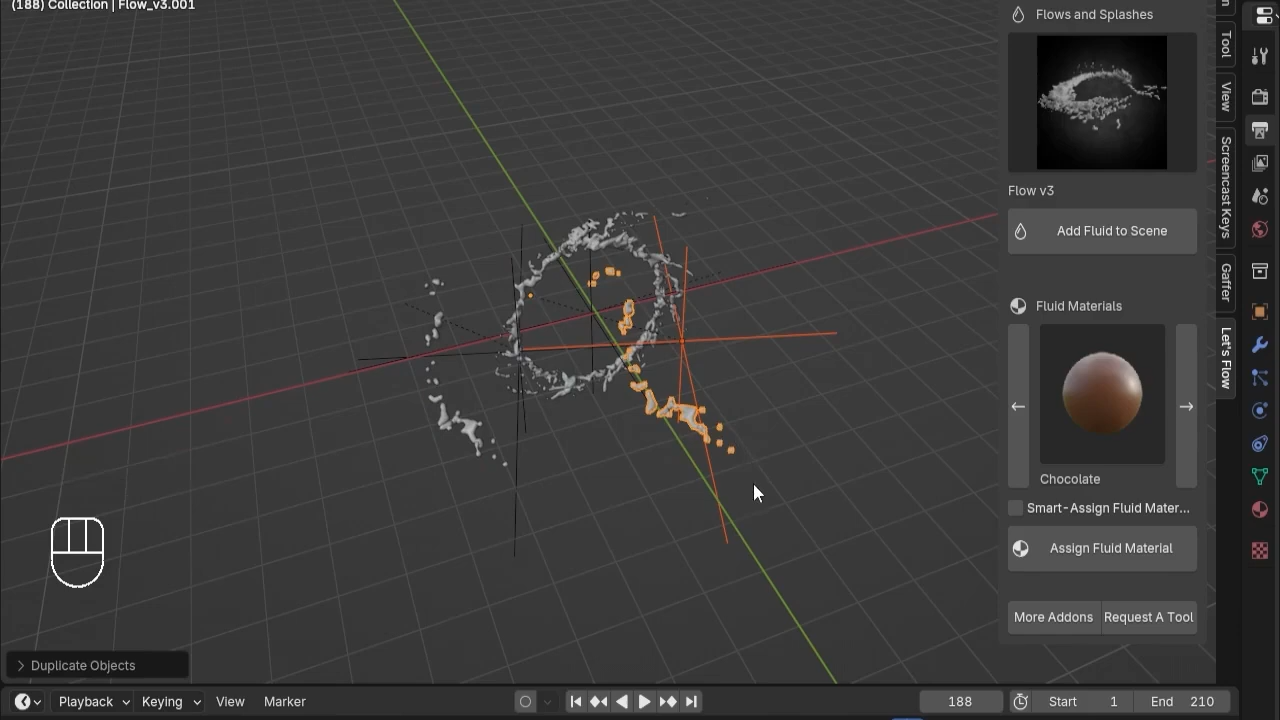 (188) Collection | Flow_v3.001
Flows and Splashes
Tool
View
Screencast Keys
Gaffer
Let's Flow
Flow v3
Add Fluid to Scene
Fluid Materials
Chocolate
Smart-Assign Fluid Mater...
Assign Fluid Material
More Addons Request A Tool
Duplicate Objects
Playback Keying View Marker 188 Start 1 End 210